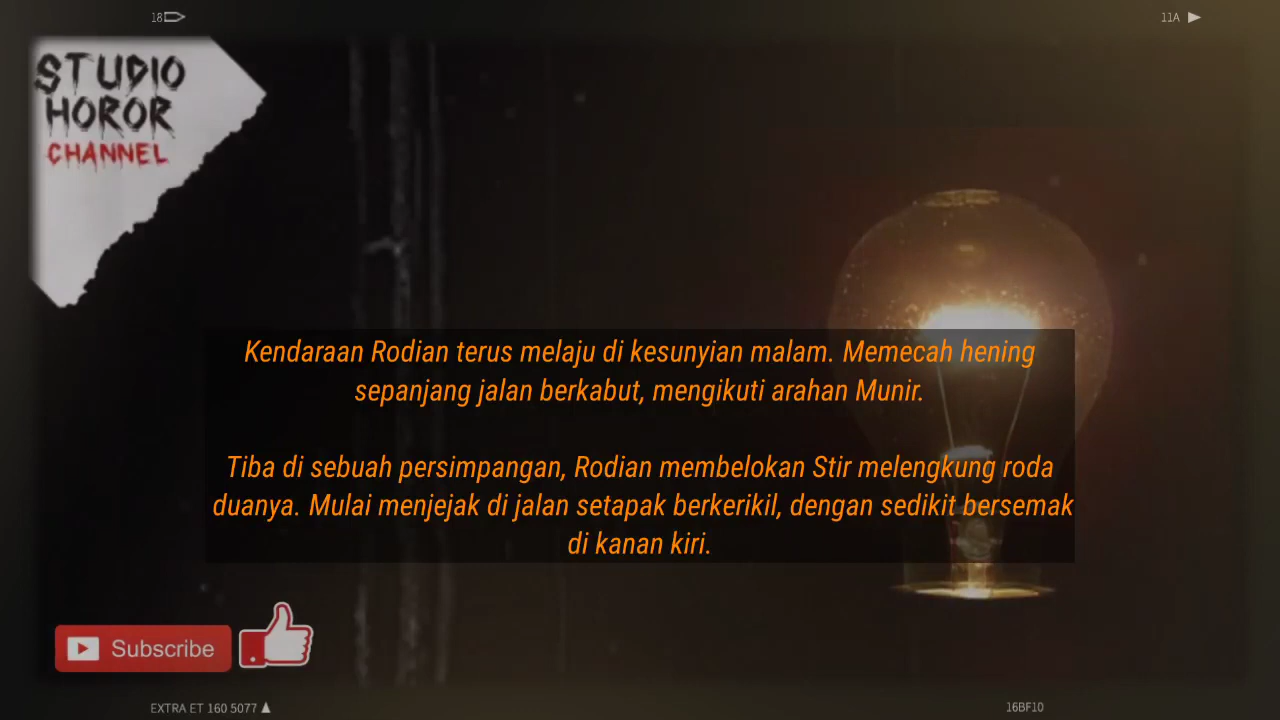 18
11A
STUDIO
HOROR
CHANNEL
Kendaraan Rodian terus melaju di kesunyian malam. Memecah hening
sepanjang jalan berkabut, mengikuti arahan Munir.
Tiba di sebuah persimpangan, Rodian membelokan Stir melengkung roda
duanya. Mulai menjejak di jalan setapak berkerikil, dengan sedikit bersemak
di kanan kiri.
Subscribe
EXTRA ET 160 5077
16BF10